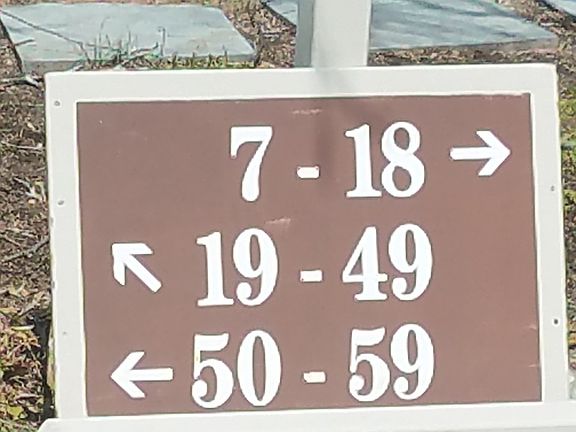 7 - 18 →
↖ 19 - 49
← 50 - 59